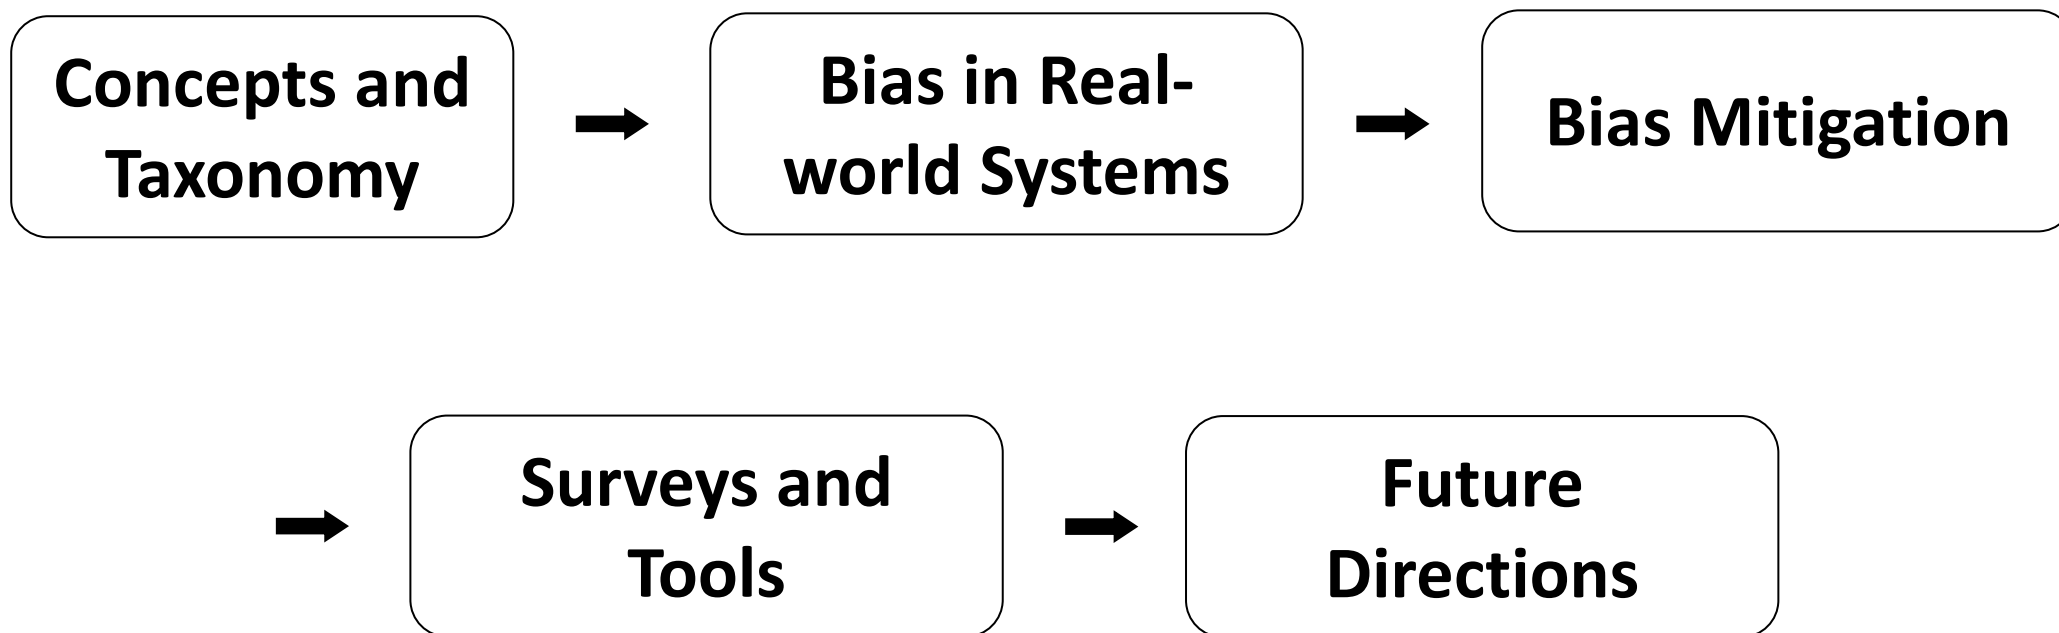 Concepts and
Taxonomy
Bias in Real-
world Systems
Bias Mitigation
Surveys and
Tools
Future
Directions